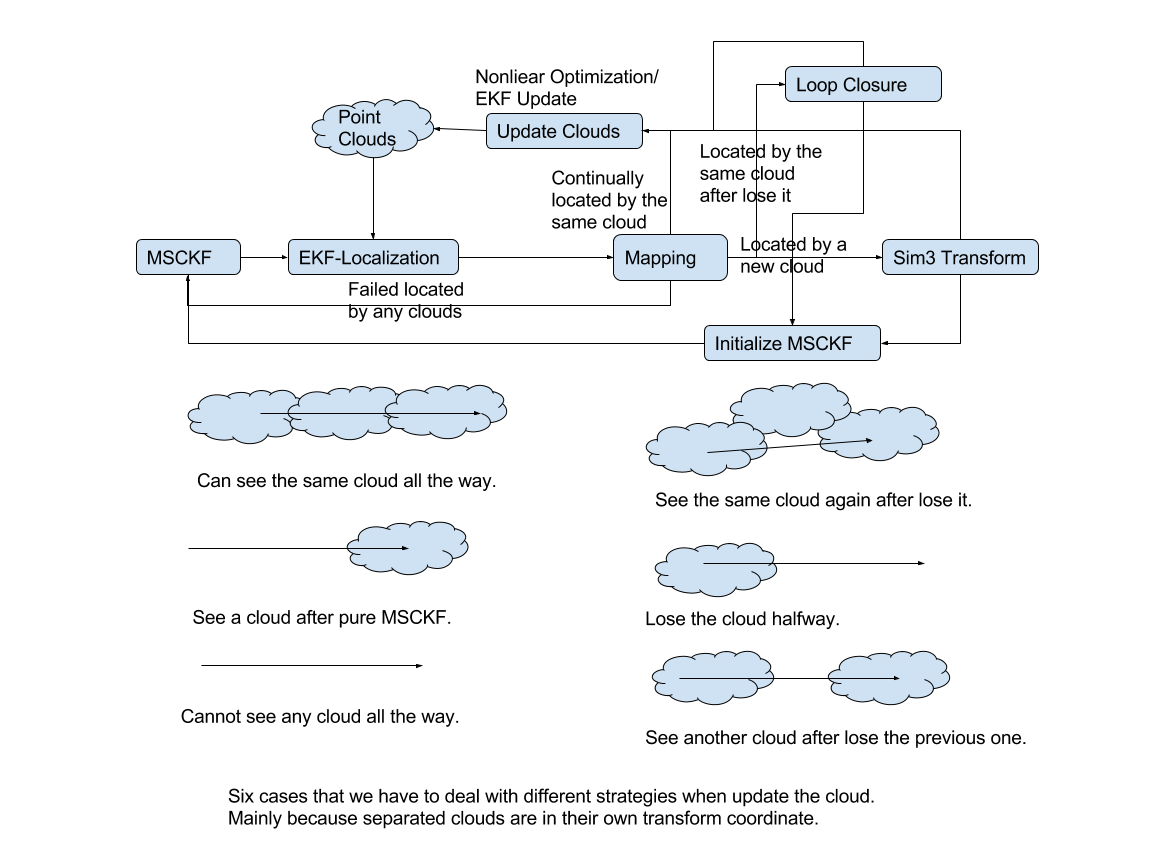 Nonliear Optimization/
EKF Update
Loop Closure
Point
Clouds
Update Clouds
Located by the
same cloud
after lose it
Continually
located by the
same cloud
MSCKF
EKF-Localization
Mapping
Located by a
new cloud
Sim3 Transform
Failed located
by any clouds
Initialize MSCKF
Can see the same cloud all the way.
See the same cloud again after lose it.
See a cloud after pure MSCKF.
Lose the cloud halfway.
Cannot see any cloud all the way.
See another cloud after lose the previous one.
Six cases that we have to deal with different strategies when update the cloud.
Mainly because separated clouds are in their own transform coordinate.